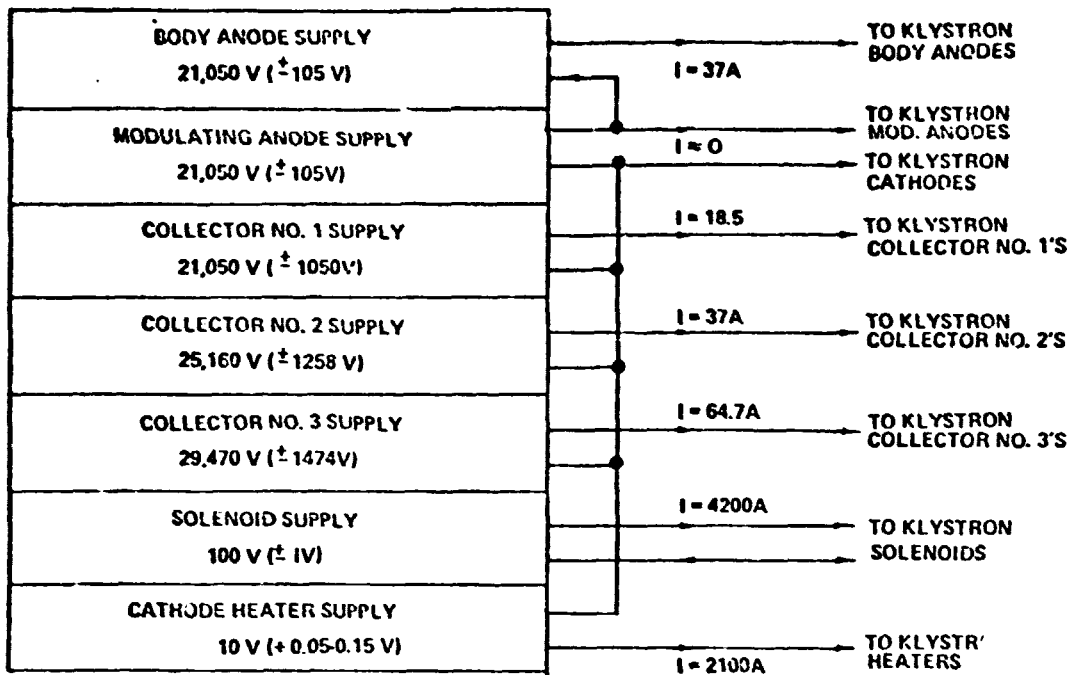 BODY ANODE SUPPLY
21,050 V ( ± 105 V)
I = 37A
TO KLYSTRON
BODY ANODES
MODULATING ANODE SUPPLY
21,050 V ( ± 105V)
TO KLYSTRON
MOD. ANODES
I ≈ O
TO KLYSTRON
CATHODES
COLLECTOR NO. 1 SUPPLY
21,050 V ( ± 1050V)
I = 18.5
TO KLYSTRON
COLLECTOR NO. 1'S
COLLECTOR NO. 2 SUPPLY
25,160 V ( ± 1258 V)
I = 37A
TO KLYSTRON
COLLECTOR NO. 2'S
COLLECTOR NO. 3 SUPPLY
29,470 V ( ± 1474V)
I = 64.7A
TO KLYSTRON
COLLECTOR NO. 3'S
SOLENOID SUPPLY
100 V (± IV)
I = 4200A
TO KLYSTRON
SOLENOIDS
CATHODE HEATER SUPPLY
10 V (+ 0.05-0.15 V)
I = 2100A
TO KLYSTR'
HEATERS